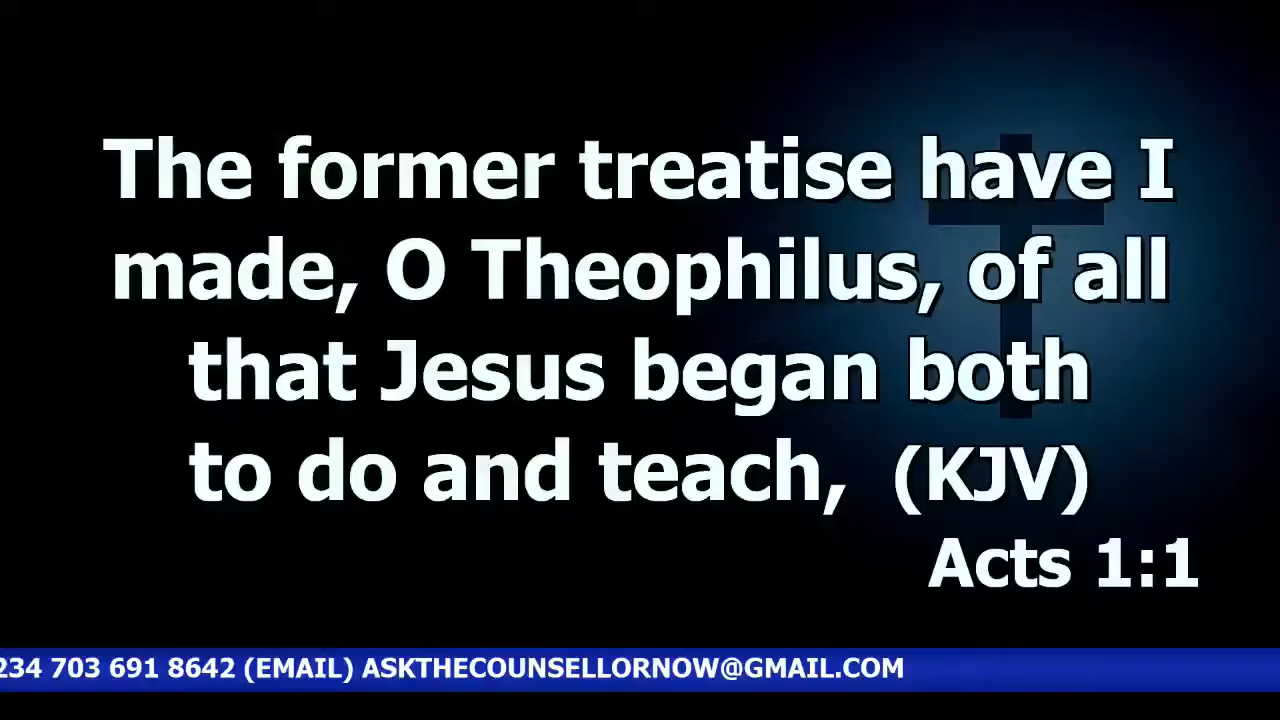 The former treatise have I
made, O Theophilus, of all
that Jesus began both
to do and teach, (KJV)
Acts 1:1
234 703 691 8642 (EMAIL) ASKTHECOUNSELLORNOW@GMAIL.COM